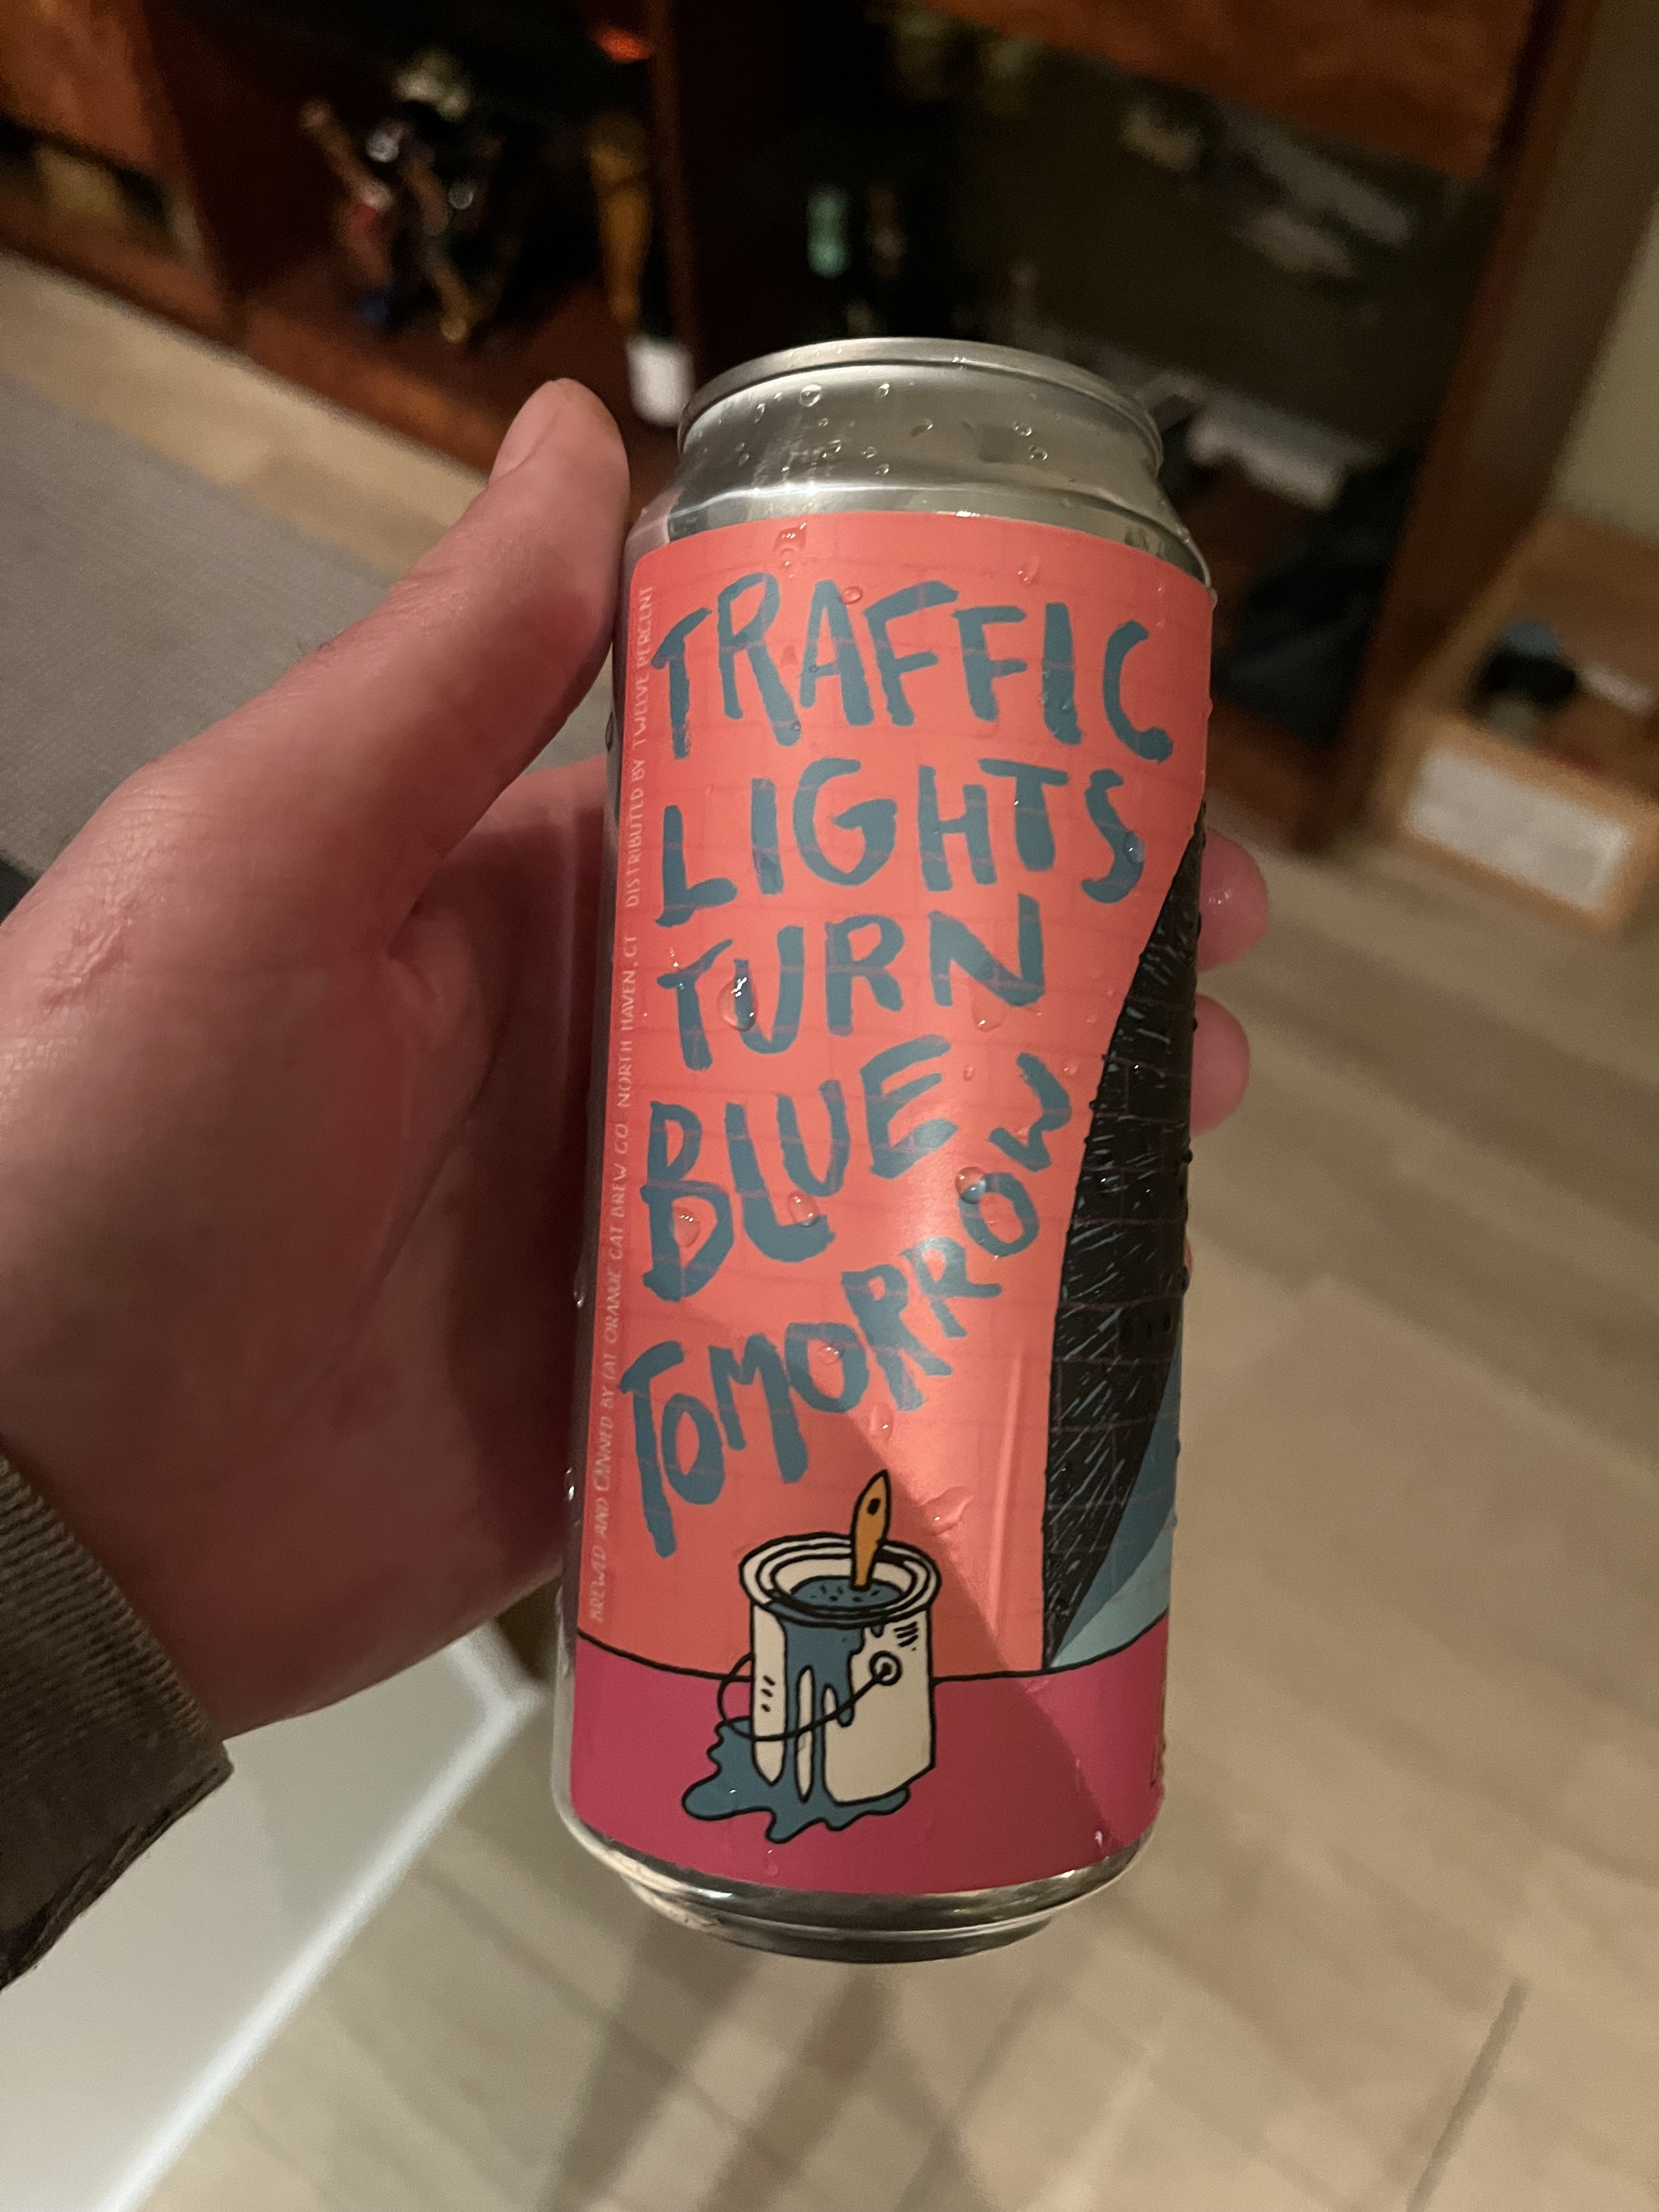 TRAFFIC
LIGHTS
TURN
BLUE
TOMORROW
BREWED AND CANNED BY FAT ORANGE CAT BREW CO NORTH HAVEN, CT DISTRIBUTED BY TWELVE PERCENT